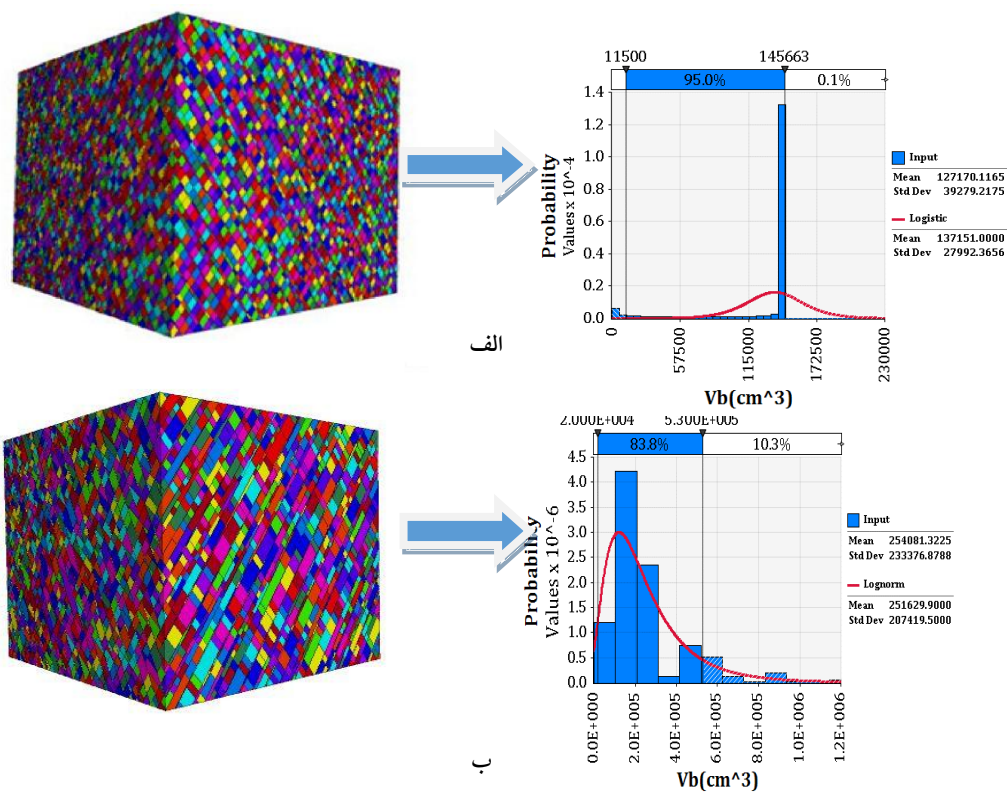 11500 145663
95.0% 0.1%
1.4
1.2
1.0
0.8
0.6
0.4
0.2
0.0
Probability
Values x 10^-4
0
57500
115000
172500
230000
Vb(cm^3)
Input
Mean 127170.1165
Std Dev 39279.2175
Logistic
Mean 137151.0000
Std Dev 27992.3656
الف
2.000E+004 5.300E+005
83.8% 10.3%
4.5
4.0
3.5
3.0
2.5
2.0
1.5
1.0
0.5
0.0
Probability
Values x 10^-6
0.0E+000
2.0E+005
4.0E+005
6.0E+005
8.0E+005
1.0E+006
1.2E+006
Vb(cm^3)
Input
Mean 254081.3225
Std Dev 233376.8788
Lognorm
Mean 251629.9000
Std Dev 207419.5000
ب